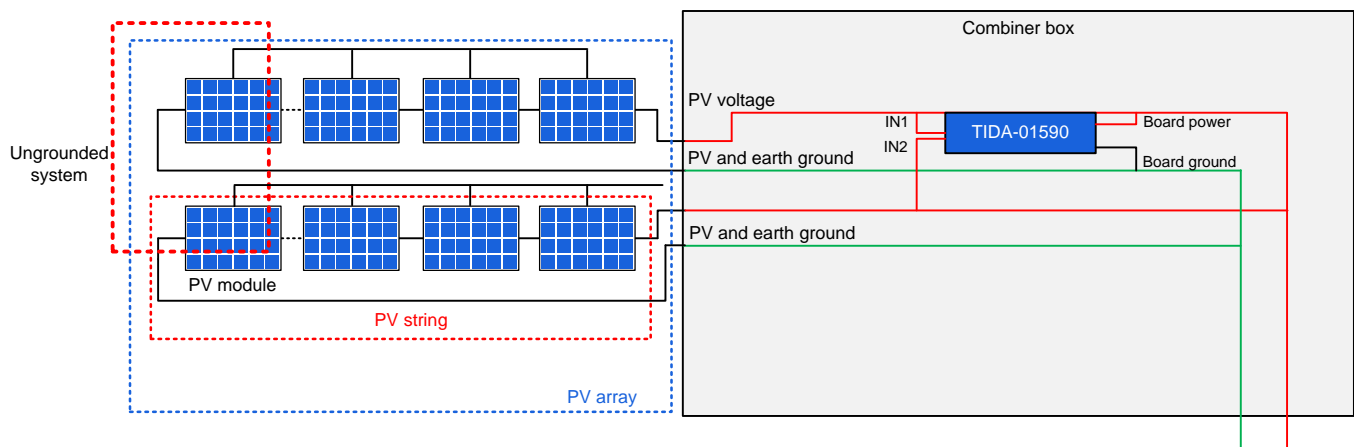 Combiner box
PV voltage
IN1
TIDA-01590
Board power
IN2
Ungrounded
system
PV and earth ground
Board ground
PV and earth ground
PV module
PV string
PV array